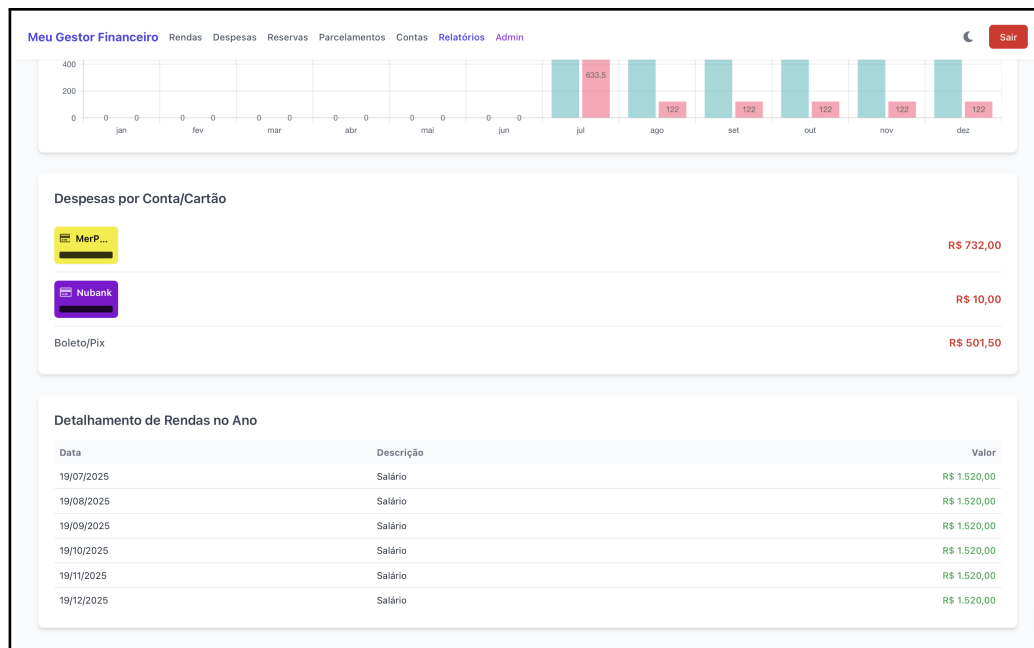 Meu Gestor Financeiro Rendas Despesas Reservas Parcelamentos Contas Relatórios Admin Sair
400
633.5
200
122 122 122 122 122
0 0 0 0 0 0 0 0 0 0 0 0 0
jan fev mar abr mai jun jul ago set out nov dez
Despesas por Conta/Cartão
MerP...
R$ 732,00
Nubank
R$ 10,00
Boleto/Pix R$ 501,50
Detalhamento de Rendas no Ano
Data Descrição Valor
19/07/2025 Salário R$ 1.520,00
19/08/2025 Salário R$ 1.520,00
19/09/2025 Salário R$ 1.520,00
19/10/2025 Salário R$ 1.520,00
19/11/2025 Salário R$ 1.520,00
19/12/2025 Salário R$ 1.520,00